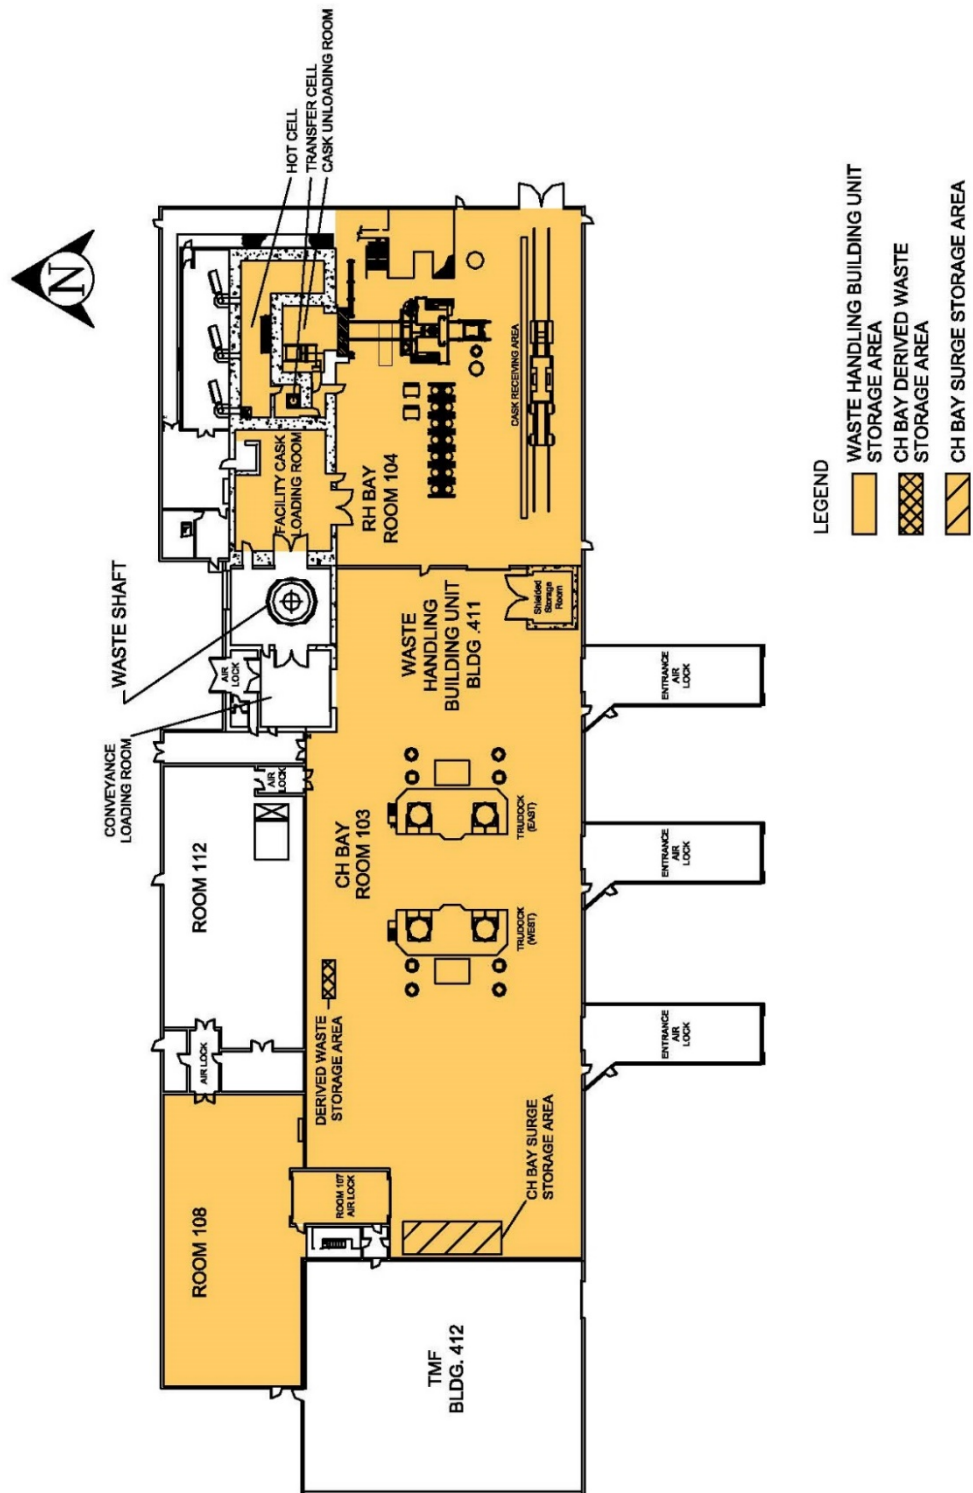 N
HOT CELL
TRANSFER CELL
CASK UNLOADING ROOM
WASTE SHAFT
CONVEYANCE
LOADING ROOM
AIR
LOCK
FACILITY CASK
LOADING ROOM
RH BAY
ROOM 104
CASK RECEIVING AREA
WASTE
HANDLING
BUILDING UNIT
BLDG .411
Shielded
Storage
Room
ROOM 112
AIR
LOCK
AIR LOCK
CH BAY
ROOM 103
TRUDOCK
(EAST)
TRUDOCK
(WEST)
DERIVED WASTE
STORAGE AREA
ENTRANCE
AIR
LOCK
ENTRANCE
AIR
LOCK
ENTRANCE
AIR
LOCK
ROOM 108
ROOM 107
AIR LOCK
CH BAY SURGE
STORAGE AREA
TMF
BLDG. 412
LEGEND
WASTE HANDLING BUILDING UNIT
STORAGE AREA
CH BAY DERIVED WASTE
STORAGE AREA
CH BAY SURGE STORAGE AREA